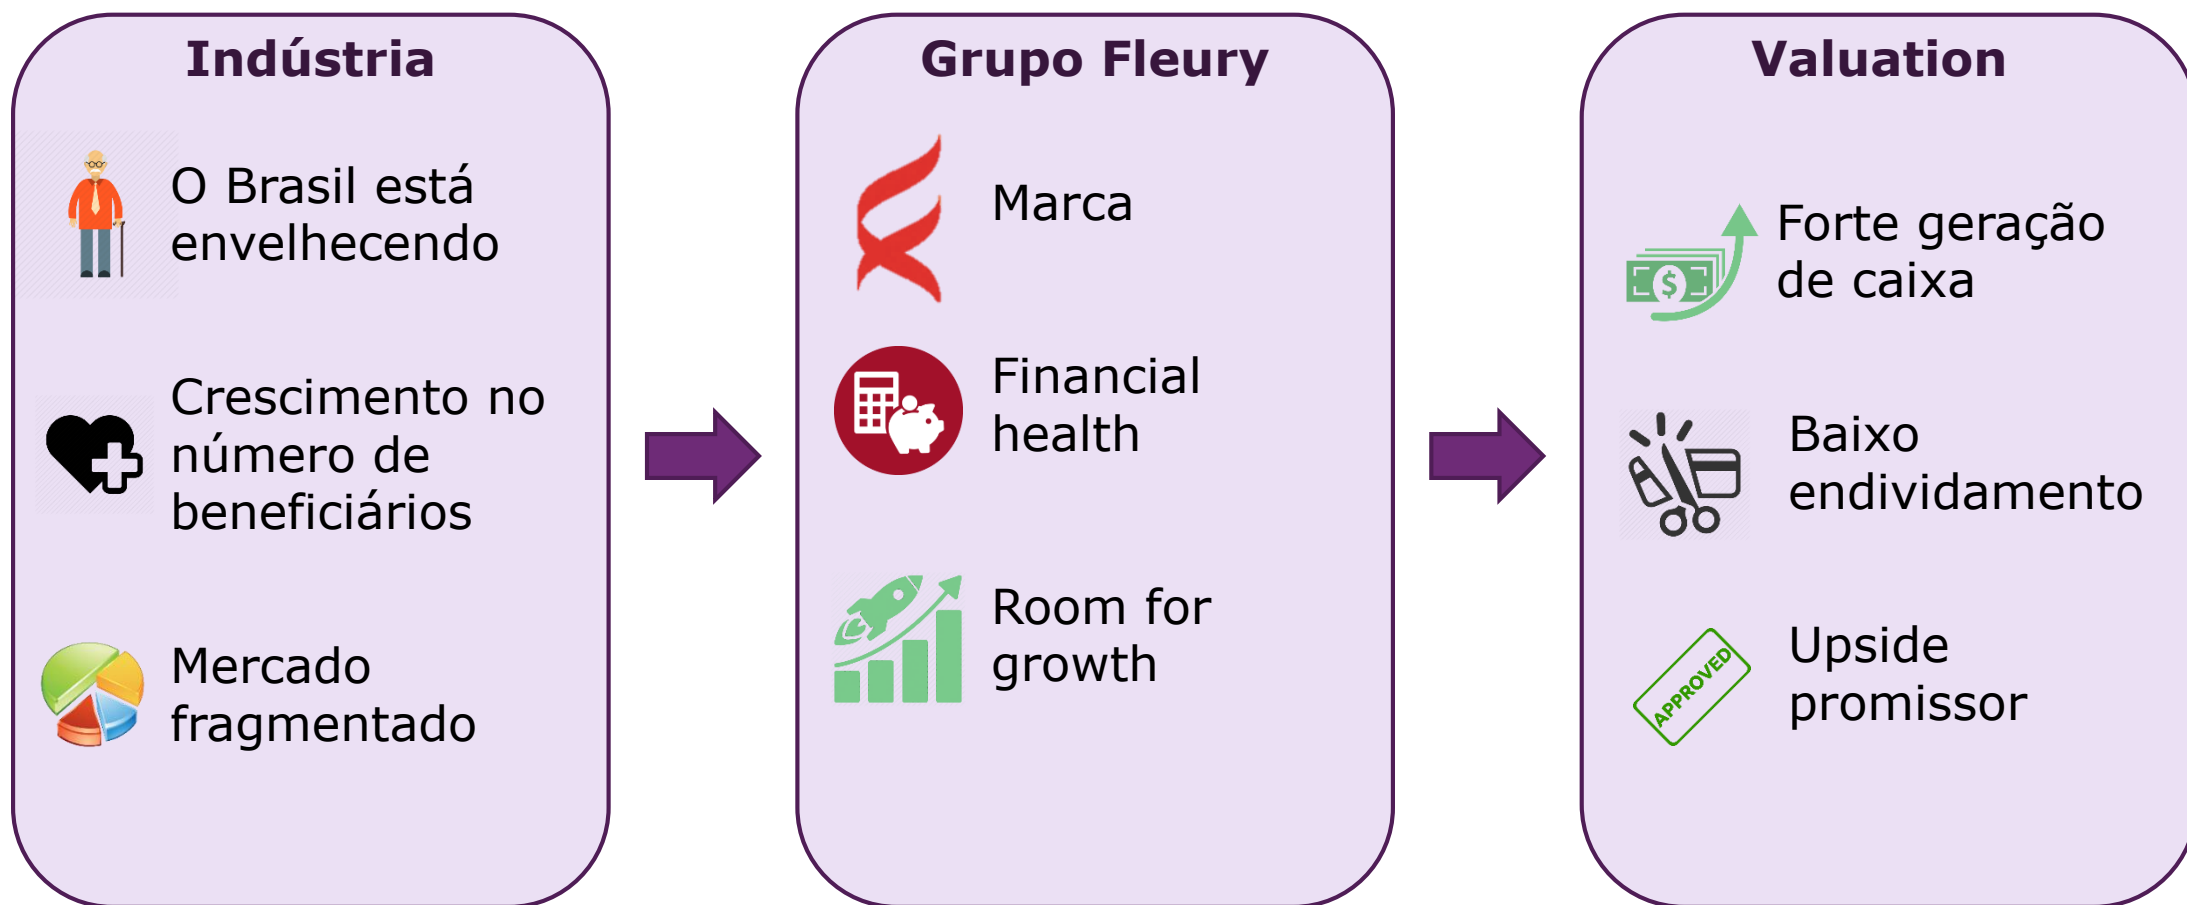 Indústria
O Brasil está
envelhecendo
Crescimento no
número de
beneficiários
Mercado
fragmentado
Grupo Fleury
Marca
Financial
health
Room for
growth
Valuation
$
Forte geração
de caixa
Baixo
endividamento
APPROVED
Upside
promissor